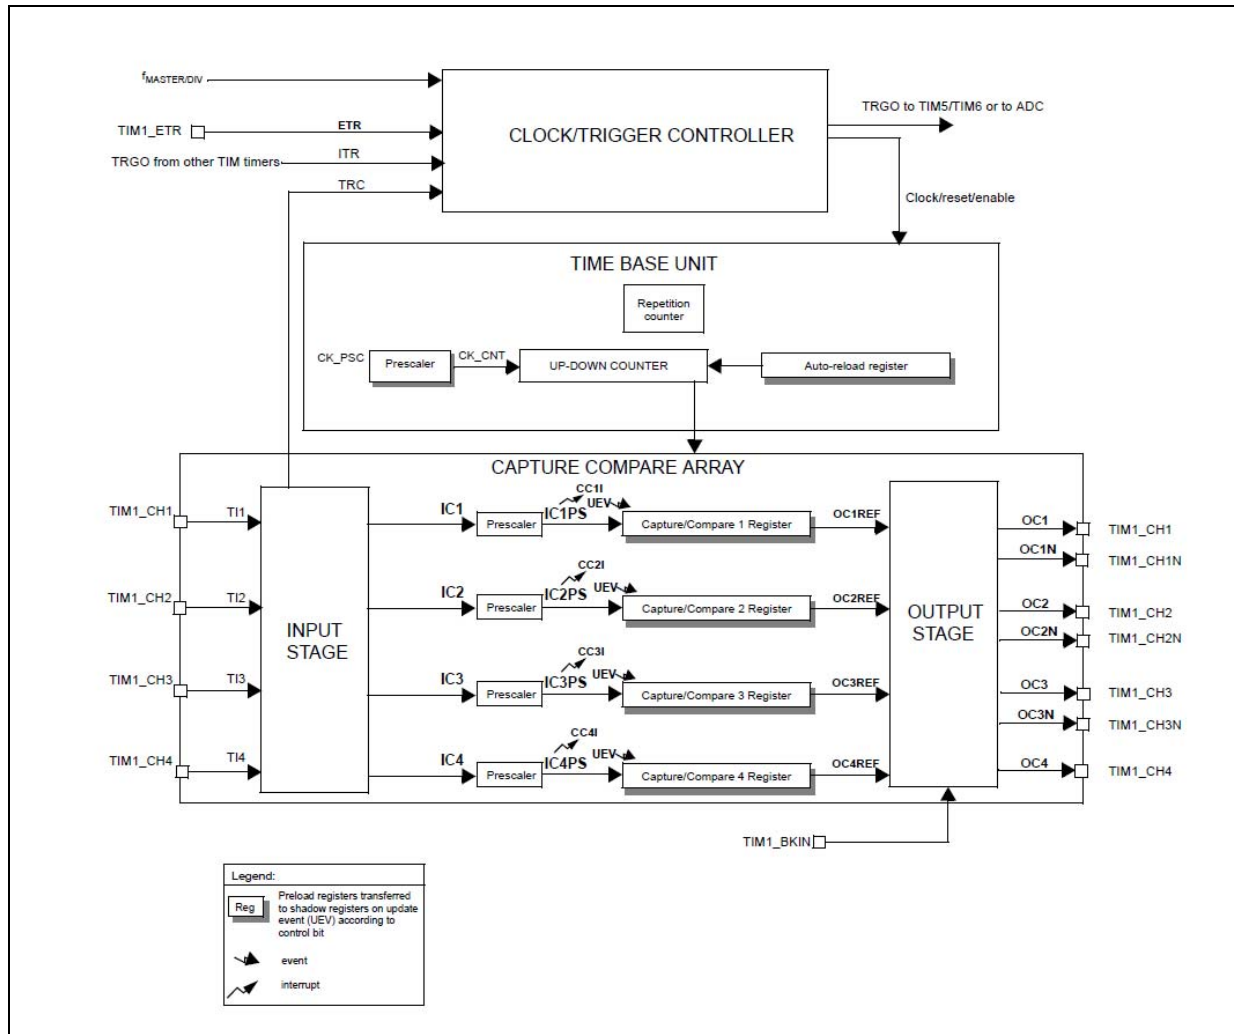 fMASTER/DIV
TIM1_ETR
ETR
TRGO from other TIM timers
ITR
TRC
CLOCK/TRIGGER CONTROLLER
TRGO to TIM5/TIM6 or to ADC
Clock/reset/enable
TIME BASE UNIT
Repetition
counter
CK_PSC
Prescaler
CK_CNT
UP-DOWN COUNTER
Auto-reload register
CAPTURE COMPARE ARRAY
TIM1_CH1
TI1
TIM1_CH2
TI2
TIM1_CH3
TI3
TIM1_CH4
TI4
INPUT
STAGE
IC1
Prescaler
IC1PS
CC1I
UEV
Capture/Compare 1 Register
OC1REF
IC2
Prescaler
IC2PS
CC2I
UEV
Capture/Compare 2 Register
OC2REF
IC3
Prescaler
IC3PS
CC3I
UEV
Capture/Compare 3 Register
OC3REF
IC4
Prescaler
IC4PS
CC4I
UEV
Capture/Compare 4 Register
OC4REF
OUTPUT
STAGE
OC1
TIM1_CH1
OC1N
TIM1_CH1N
OC2
TIM1_CH2
OC2N
TIM1_CH2N
OC3
TIM1_CH3
OC3N
TIM1_CH3N
OC4
TIM1_CH4
TIM1_BKIN
Legend:
Reg
Preload registers transferred
to shadow registers on update
event (UEV) according to
control bit
event
interrupt